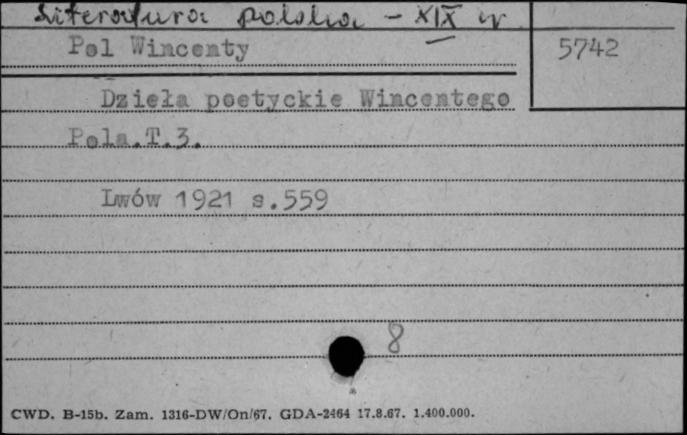 Literatura polska - XIX w
Pol Wincenty
5742
Dzieła poetyckie Wincentego
Pola.T.3.
Lwów 1921 s.559
8
CWD. B-15b. Zam. 1316-DW/On/67. GDA-2464 17.8.67. 1.400.000.